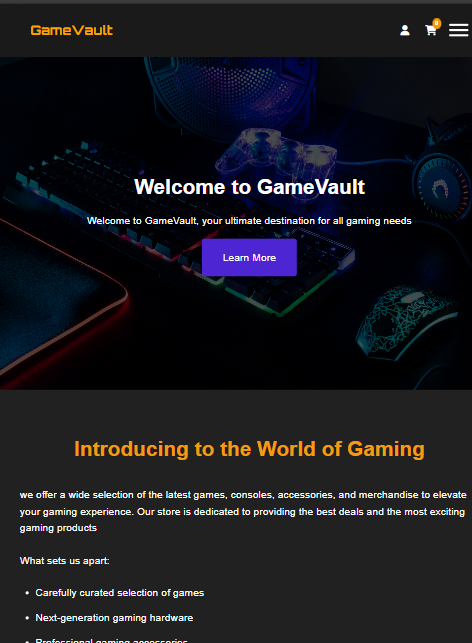 GameVault
0
Welcome to GameVault
Welcome to GameVault, your ultimate destination for all gaming needs
Learn More
Introducing to the World of Gaming
we offer a wide selection of the latest games, consoles, accessories, and merchandise to elevate
your gaming experience. Our store is dedicated to providing the best deals and the most exciting
gaming products
What sets us apart:
• Carefully curated selection of games
• Next-generation gaming hardware
• Professional gaming accessories